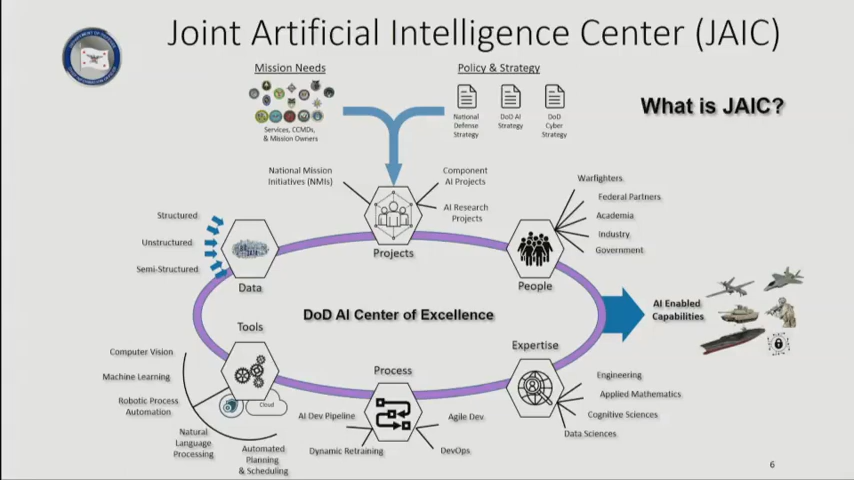 Joint Artificial Intelligence Center (JAIC)
Mission Needs
Policy & Strategy
What is JAIC?
National
Defense
Strategy
DoD AI
Strategy
DoD
Cyber
Strategy
Services, CCMDs,
& Mission Owners
National Mission
Initiatives (NMIs)
Component
AI Projects
AI Research
Projects
Projects
Warfighters
Federal Partners
Academia
Industry
Government
People
Structured
Unstructured
Semi-Structured
Data
DoD AI Center of Excellence
AI Enabled
Capabilities
Tools
Computer Vision
Machine Learning
Robotic Process
Automation
Natural
Language
Processing
Automated
Planning
& Scheduling
Cloud
Process
AI Dev Pipeline
Dynamic Retraining
Agile Dev
DevOps
Expertise
Engineering
Applied Mathematics
Cognitive Sciences
Data Sciences
6